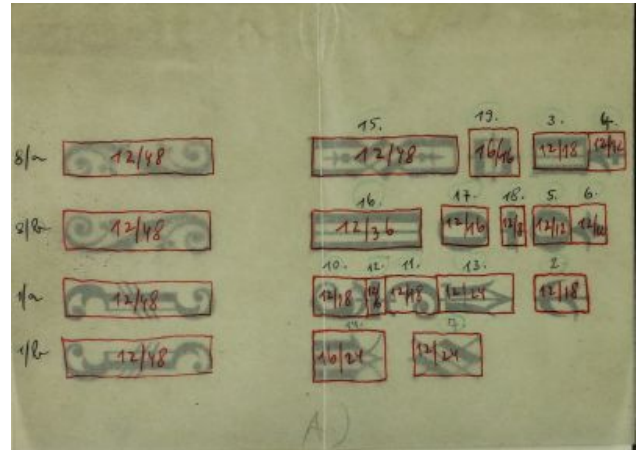 15. 19. 3. 4.
8/a 12/48 12/48 16/16 12/18
16. 17. 18. 5. 6.
8/b 12/48 12/36 12/16 12/8 12/12
10. 12. 11. 13. 2.
1/a 12/48 12/18 12/18 12/24 12/18
14. 7)
1/b 12/48 16/24 12/24
A)